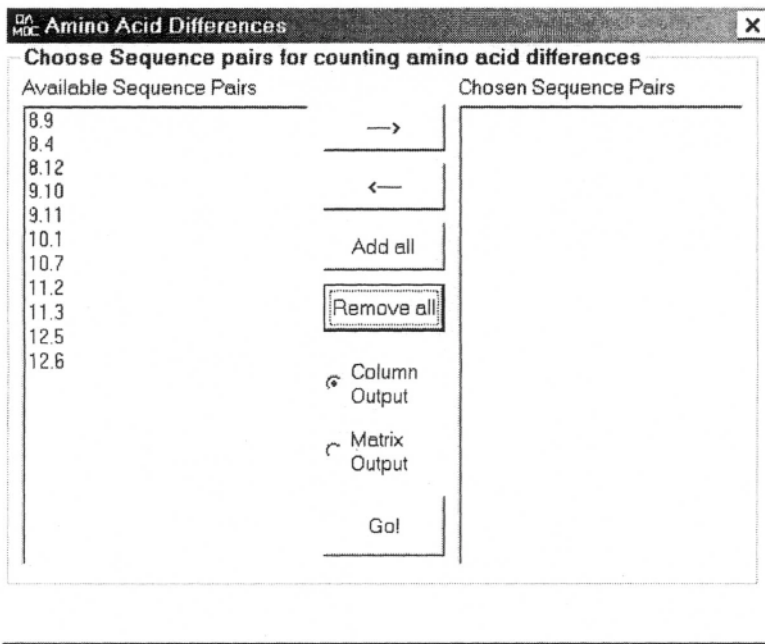 Amino Acid Differences
Choose Sequence pairs for counting amino acid differences
Available Sequence Pairs
8.9
8.4
8.12
9.10
9.11
10.1
10.7
11.2
11.3
12.5
12.6
-->
<--
Add all
Remove all
Column
Output
Matrix
Output
Go!
Chosen Sequence Pairs